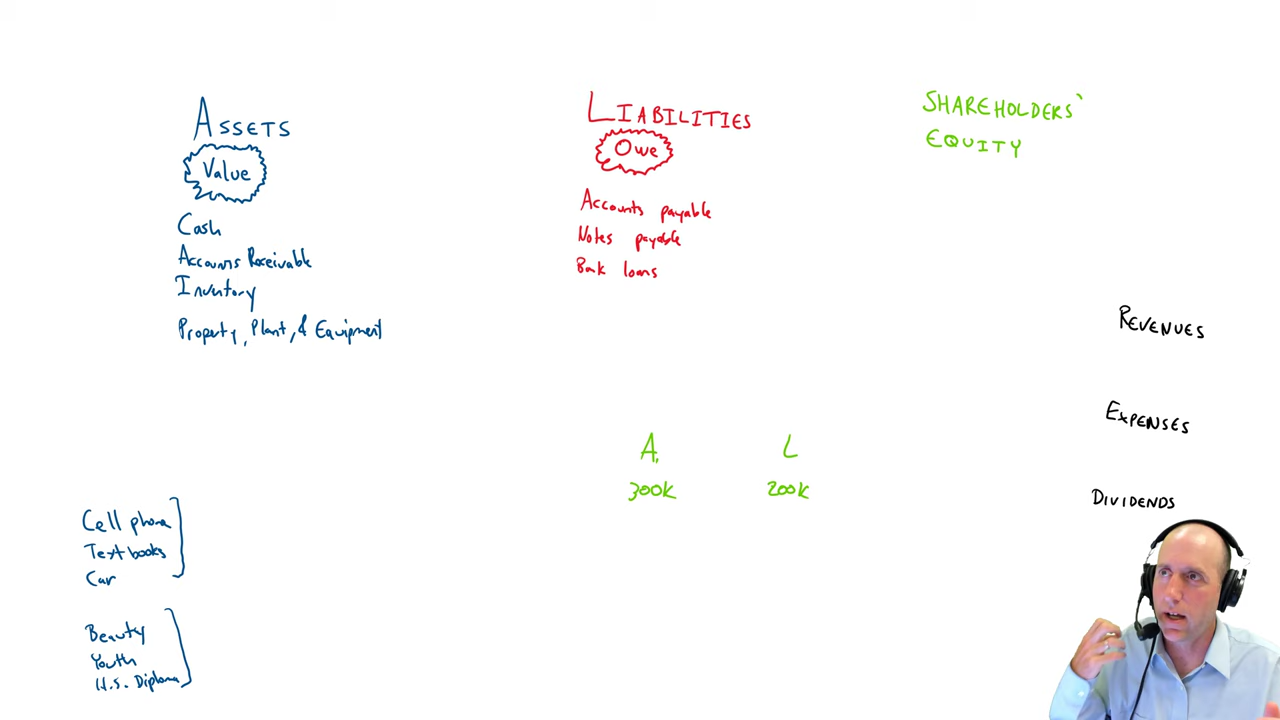 ASSETS
Value
Cash
Accounts Receivable
Inventory
Property, Plant, & Equipment
LIABILITIES
Owe
Accounts payable
Notes payable
Bank loans
SHAREHOLDERS'
EQUITY
REVENUES
EXPENSES
DIVIDENDS
A L
300K 200K
Cell phone
Textbooks
Car
Beauty
Youth
H.S. Diploma